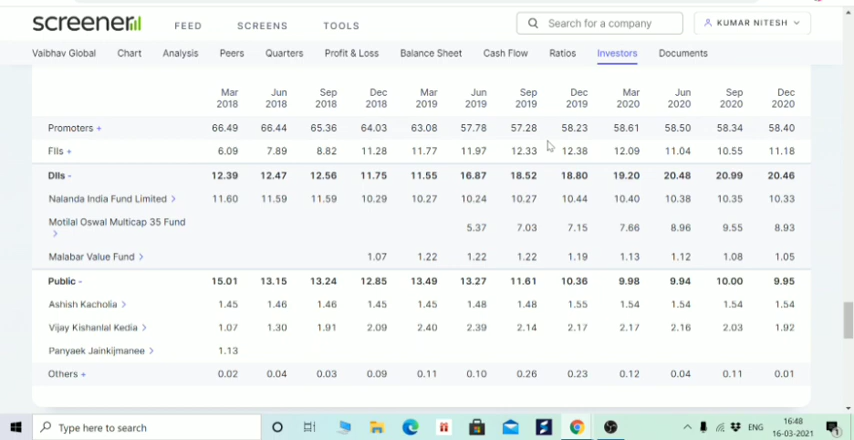 screener
FEED SCREENS TOOLS Search for a company KUMAR NITESH
Vaibhav Global Chart Analysis Peers Quarters Profit & Loss Balance Sheet Cash Flow Ratios Investors Documents
Mar 2018 Jun 2018 Sep 2018 Dec 2018 Mar 2019 Jun 2019 Sep 2019 Dec 2019 Mar 2020 Jun 2020 Sep 2020 Dec 2020
Promoters + 66.49 66.44 65.36 64.03 63.08 57.78 57.28 58.23 58.61 58.50 58.34 58.40
FIIs + 6.09 7.89 8.82 11.28 11.77 11.97 12.33 12.38 12.09 11.04 10.55 11.18
DIIs - 12.39 12.47 12.56 11.75 11.55 16.87 18.52 18.80 19.20 20.48 20.99 20.46
Nalanda India Fund Limited > 11.60 11.59 11.59 10.29 10.27 10.24 10.27 10.44 10.40 10.38 10.35 10.33
Motilal Oswal Multicap 35 Fund > 5.37 7.03 7.15 7.66 8.96 9.55 8.93
Malabar Value Fund > 1.07 1.22 1.22 1.22 1.19 1.13 1.12 1.08 1.05
Public - 15.01 13.15 13.24 12.85 13.49 13.27 11.61 10.36 9.98 9.94 10.00 9.95
Ashish Kacholia > 1.45 1.46 1.46 1.45 1.45 1.48 1.48 1.55 1.54 1.54 1.54 1.54
Vijay Kishanlal Kedia > 1.07 1.30 1.91 2.09 2.40 2.39 2.14 2.17 2.17 2.16 2.03 1.92
Panyaek Jainkijmanee > 1.13
Others + 0.02 0.04 0.03 0.09 0.11 0.10 0.26 0.23 0.12 0.04 0.11 0.01
Type here to search ENG 16:48
16-03-2021